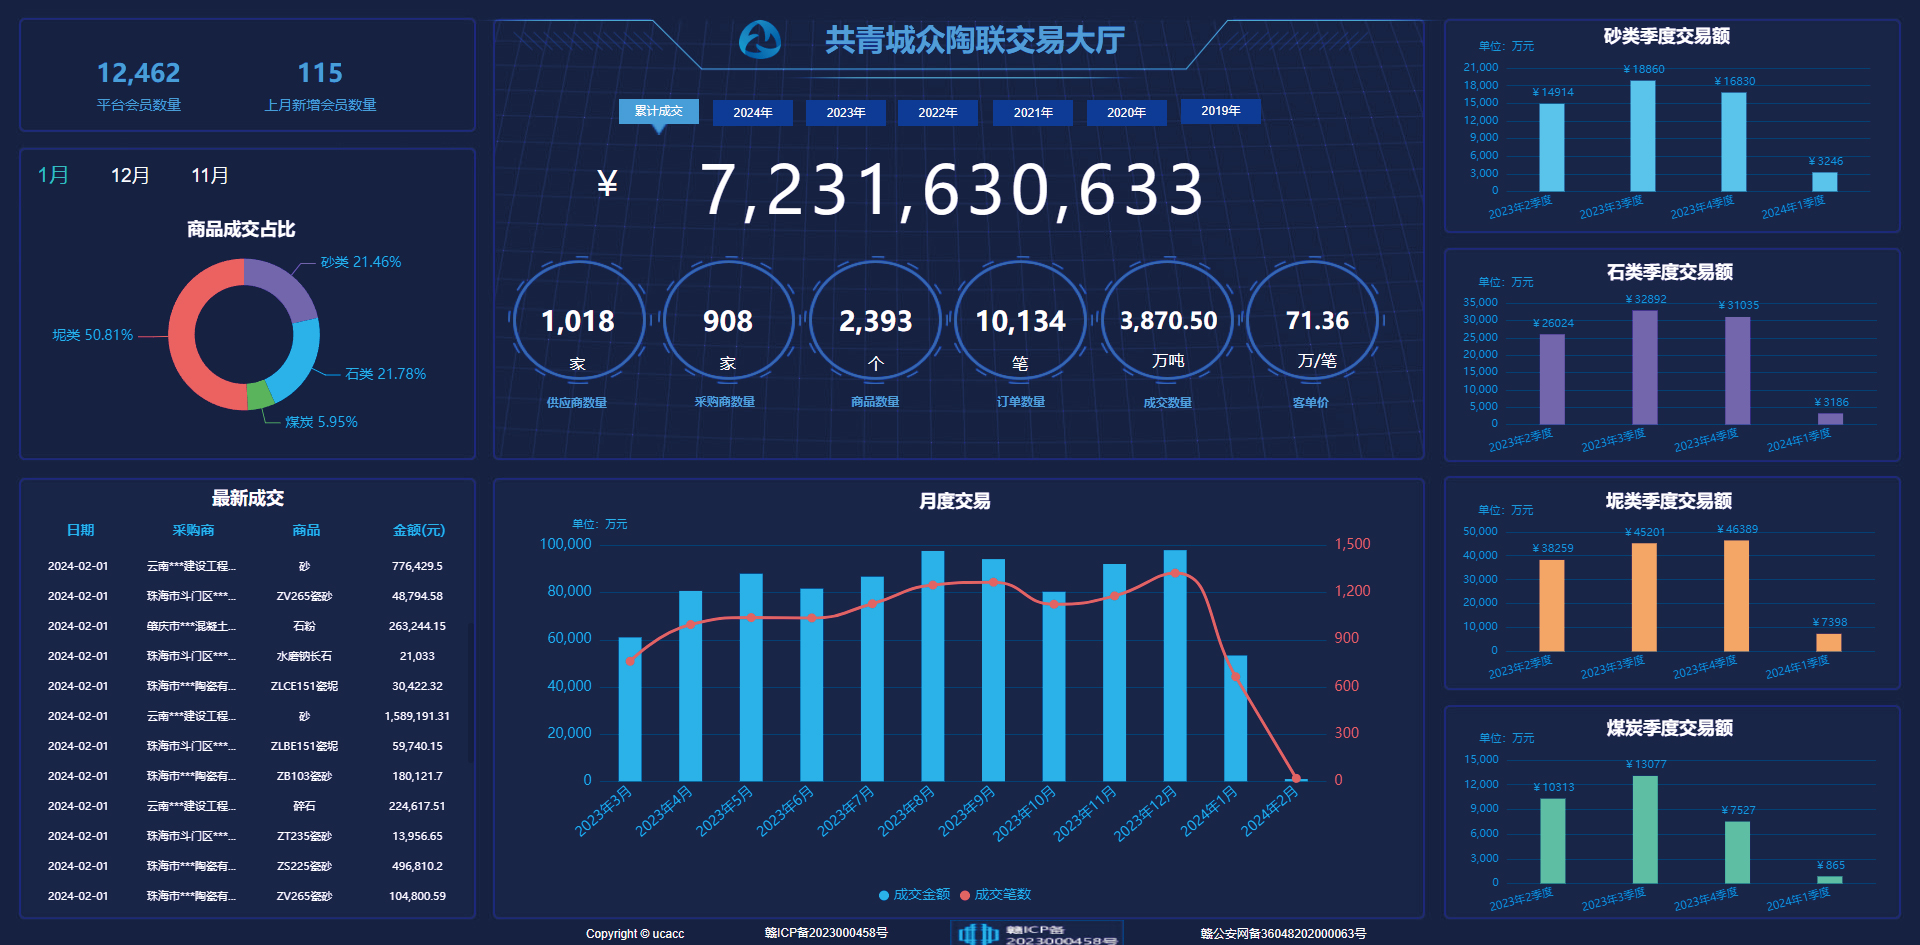 12,462
平台会员数量
115
上月新增会员数量
1月
12月
11月
商品成交占比
砂类 21.46%
坭类 50.81%
石类 21.78%
煤炭 5.95%
最新成交
日期 采购商 商品 金额(元)
2024-02-01 云南***建设工程... 砂 776,429.5
2024-02-01 珠海市斗门区***... ZV265瓷砂 48,794.58
2024-02-01 肇庆市***混凝土... 石粉 263,244.15
2024-02-01 珠海市斗门区***... 水磨钠长石 21,033
2024-02-01 珠海市***陶瓷有... ZLCE151瓷坭 30,422.32
2024-02-01 云南***建设工程... 砂 1,589,191.31
2024-02-01 珠海市斗门区***... ZLBE151瓷坭 59,740.15
2024-02-01 珠海市***陶瓷有... ZB103瓷砂 180,121.7
2024-02-01 云南***建设工程... 碎石 224,617.51
2024-02-01 珠海市斗门区***... ZT235瓷砂 13,956.65
2024-02-01 珠海市***陶瓷有... ZS225瓷砂 496,810.2
2024-02-01 珠海市***陶瓷有... ZV265瓷砂 104,800.59
共青城众陶联交易大厅
累计成交 2024年 2023年 2022年 2021年 2020年 2019年
¥ 7,231,630,633
1,018
家
供应商数量
908
家
采购商数量
2,393
个
商品数量
10,134
笔
订单数量
3,870.50
万吨
成交数量
71.36
万/笔
客单价
月度交易
单位：万元
100,000
80,000
60,000
40,000
20,000
0
1,500
1,200
900
600
300
0
2023年3月
2023年4月
2023年5月
2023年6月
2023年7月
2023年8月
2023年9月
2023年10月
2023年11月
2023年12月
2024年1月
2024年2月
成交金额 成交笔数
砂类季度交易额
单位：万元
21,000
18,000
15,000
12,000
9,000
6,000
3,000
0
¥14914
¥18860
¥16830
¥3246
2023年2季度
2023年3季度
2023年4季度
2024年1季度
石类季度交易额
单位：万元
35,000
30,000
25,000
20,000
15,000
10,000
5,000
0
¥26024
¥32892
¥31035
¥3186
2023年2季度
2023年3季度
2023年4季度
2024年1季度
坭类季度交易额
单位：万元
50,000
40,000
30,000
20,000
10,000
0
¥38259
¥45201
¥46389
¥7398
2023年2季度
2023年3季度
2023年4季度
2024年1季度
煤炭季度交易额
单位：万元
15,000
12,000
9,000
6,000
3,000
0
¥10313
¥13077
¥7527
¥865
2023年2季度
2023年3季度
2023年4季度
2024年1季度
Copyright © ucacc
赣ICP备2023000458号
赣ICP备
2023000458号
赣公安网备36048202000063号